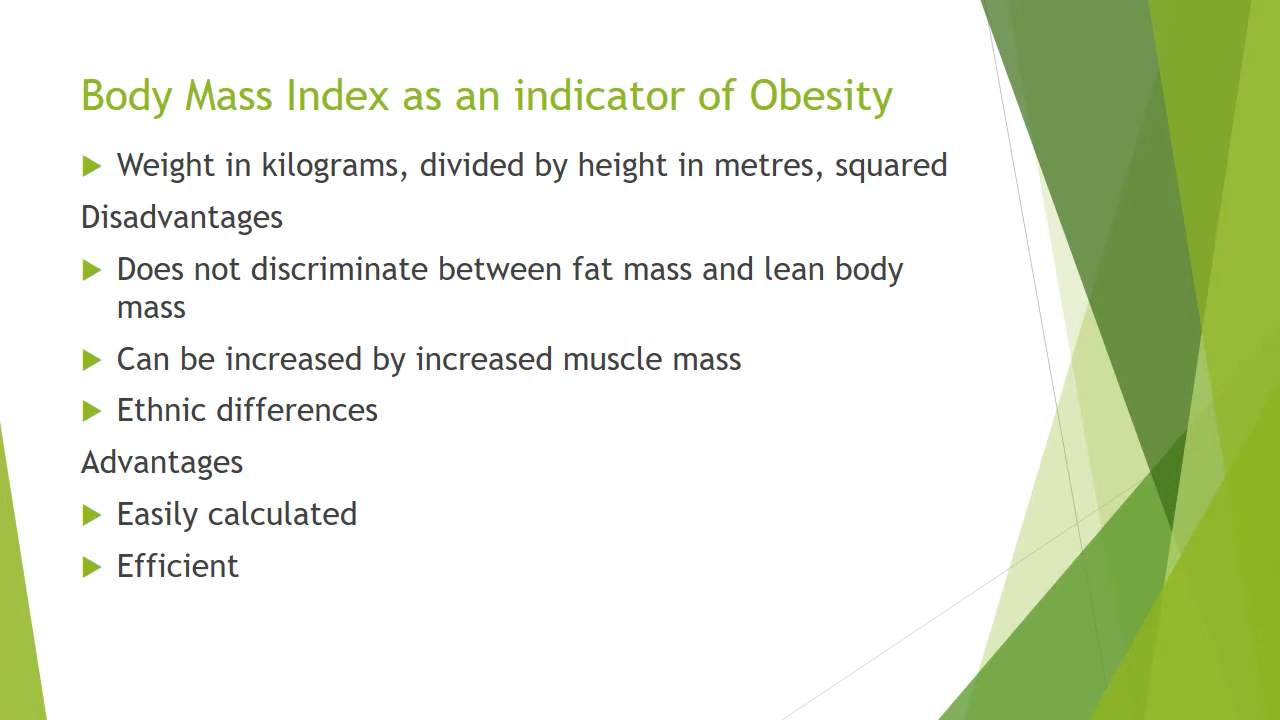 Body Mass Index as an indicator of Obesity
Weight in kilograms, divided by height in metres, squared
Disadvantages
Does not discriminate between fat mass and lean body
mass
Can be increased by increased muscle mass
Ethnic differences
Advantages
Easily calculated
Efficient